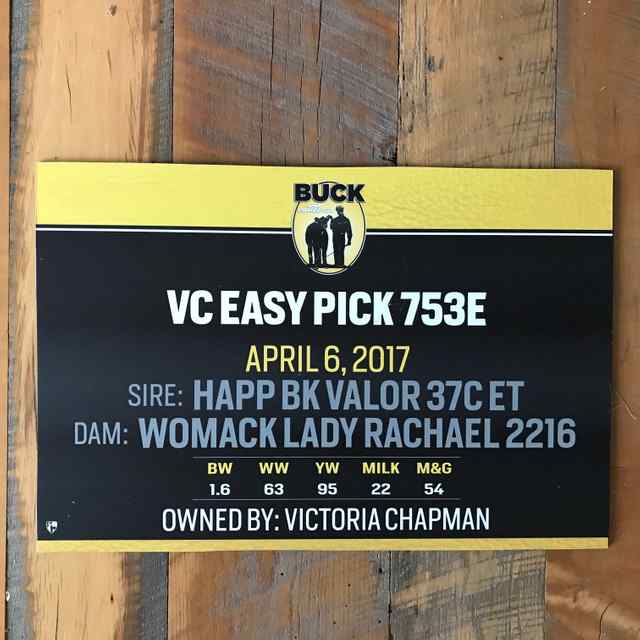 BUCK
VC EASY PICK 753E
APRIL 6, 2017
SIRE: HAPP BK VALOR 37C ET
DAM: WOMACK LADY RACHAEL 2216
BW WW YW MILK M&G
1.6 63 95 22 54
OWNED BY: VICTORIA CHAPMAN